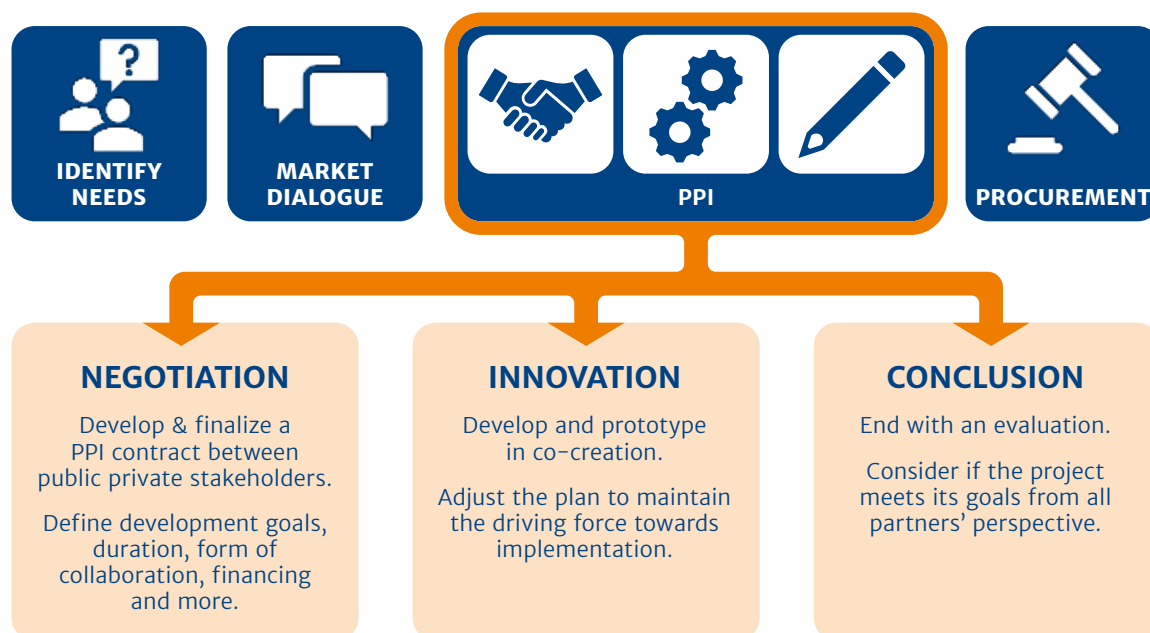 ?
IDENTIFY
NEEDS
MARKET
DIALOGUE
PPI
PROCUREMENT
NEGOTIATION
Develop & finalize a
PPI contract between
public private stakeholders.
Define development goals,
duration, form of
collaboration, financing
and more.
INNOVATION
Develop and prototype
in co-creation.
Adjust the plan to maintain
the driving force towards
implementation.
CONCLUSION
End with an evaluation.
Consider if the project
meets its goals from all
partners’ perspective.